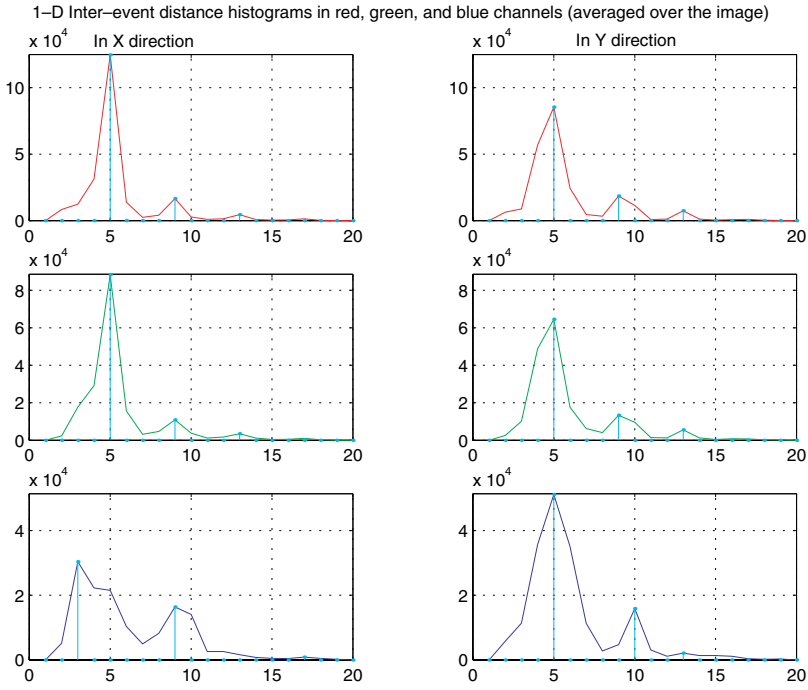 1–D Inter–event distance histograms in red, green, and blue channels (averaged over the image)
In X direction
In Y direction
x 10^4
x 10^4
10
5
0
0 5 10 15 20
10
5
0
0 5 10 15 20
x 10^4
x 10^4
8
6
4
2
0
0 5 10 15 20
8
6
4
2
0
0 5 10 15 20
x 10^4
x 10^4
4
2
0
0 5 10 15 20
4
2
0
0 5 10 15 20